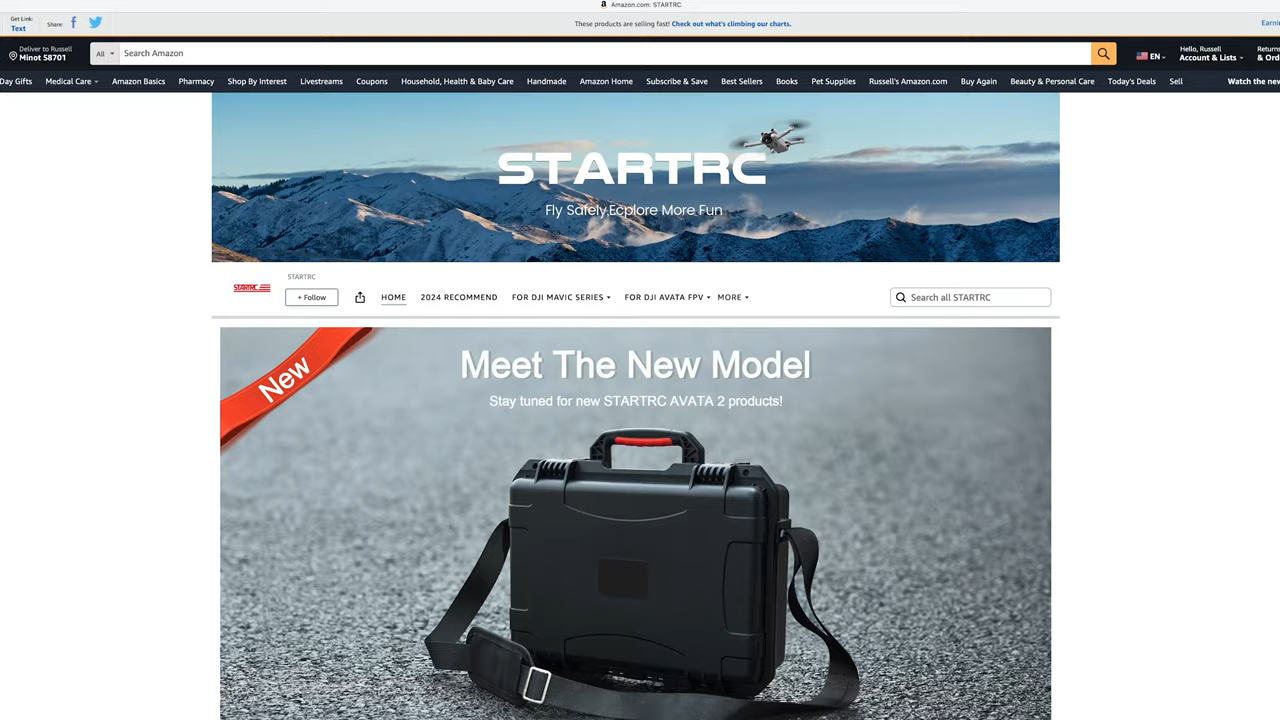 Amazon.com: STARTRC
Get Link:
Text
Share:
These products are selling fast! Check out what's climbing our charts.
Earni
Deliver to Russell
Minot 58701
All
Search Amazon
EN
Hello, Russell
Account & Lists
Returns
& Ord
Day Gifts Medical Care Amazon Basics Pharmacy Shop By Interest Livestreams Coupons Household, Health & Baby Care Handmade Amazon Home Subscribe & Save Best Sellers Books Pet Supplies Russell's Amazon.com Buy Again Beauty & Personal Care Today's Deals Sell Watch the new
STARTRC
Fly Safely,Ecplore More Fun
STARTRC
STARTRC
+ Follow
HOME 2024 RECOMMEND FOR DJI MAVIC SERIES FOR DJI AVATA FPV MORE
Search all STARTRC
New
Meet The New Model
Stay tuned for new STARTRC AVATA 2 products!